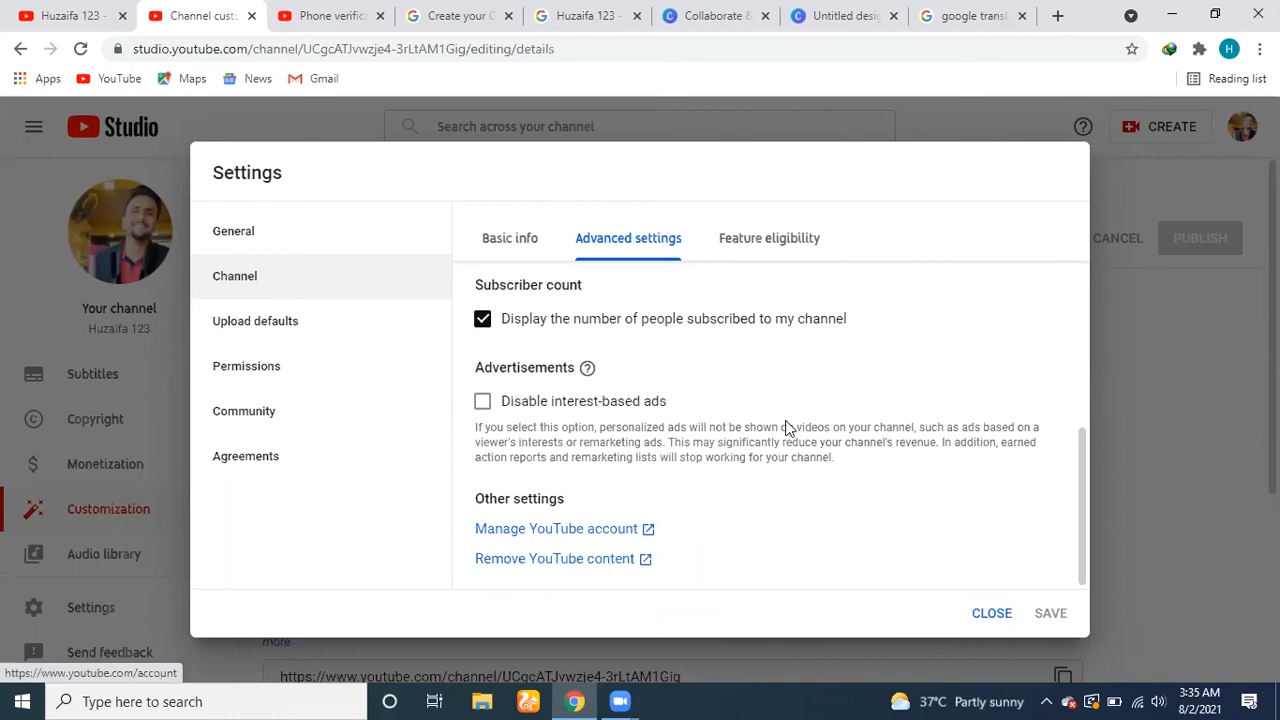 Huzaifa 123 -
Channel cust
Phone verific
Create your G
Huzaifa 123 -
Collaborate &
Untitled desig
google transl
studio.youtube.com/channel/UCgcATJvwzje4-3rLtAM1Gig/editing/details
H
Apps
YouTube
Maps
News
Gmail
Reading list
Studio
Search across your channel
CREATE
Your channel
Huzaifa 123
Subtitles
Copyright
Monetization
Customization
Audio library
Settings
Send feedback
CANCEL
PUBLISH
Settings
General
Channel
Upload defaults
Permissions
Community
Agreements
Basic info
Advanced settings
Feature eligibility
Subscriber count
Display the number of people subscribed to my channel
Advertisements
Disable interest-based ads
If you select this option, personalized ads will not be shown on videos on your channel, such as ads based on a
viewer's interests or remarketing ads. This may significantly reduce your channel's revenue. In addition, earned
action reports and remarketing lists will stop working for your channel.
Other settings
Manage YouTube account
Remove YouTube content
CLOSE
SAVE
more
https://www.youtube.com/channel/UCgcATJvwzje4-3rLtAM1Gig
https://www.youtube.com/account
Type here to search
37°C Partly sunny
3:35 AM
8/2/2021